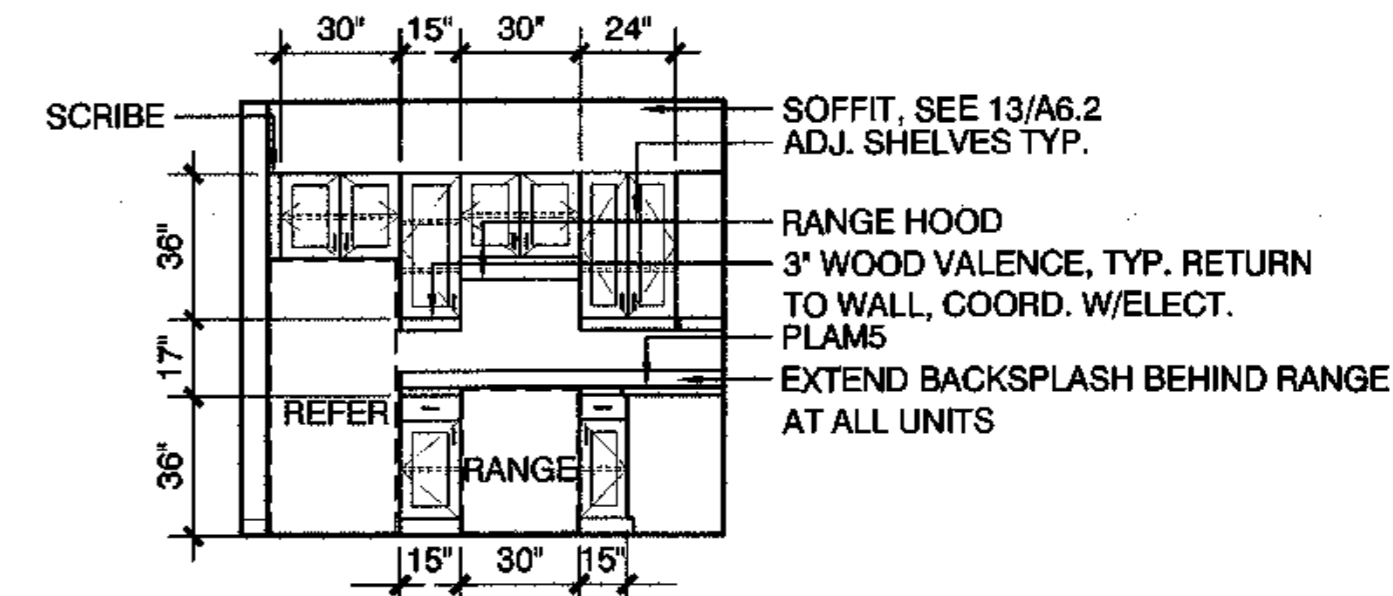 30" 15" 30" 24"
SCRIBE
SOFFIT, SEE 13/A6.2
ADJ. SHELVES TYP.
RANGE HOOD
36"
3" WOOD VALENCE, TYP. RETURN
TO WALL, COORD. W/ELECT.
PLAM5
17"
EXTEND BACKSPLASH BEHIND RANGE
AT ALL UNITS
REFER
RANGE
36"
15" 30" 15"